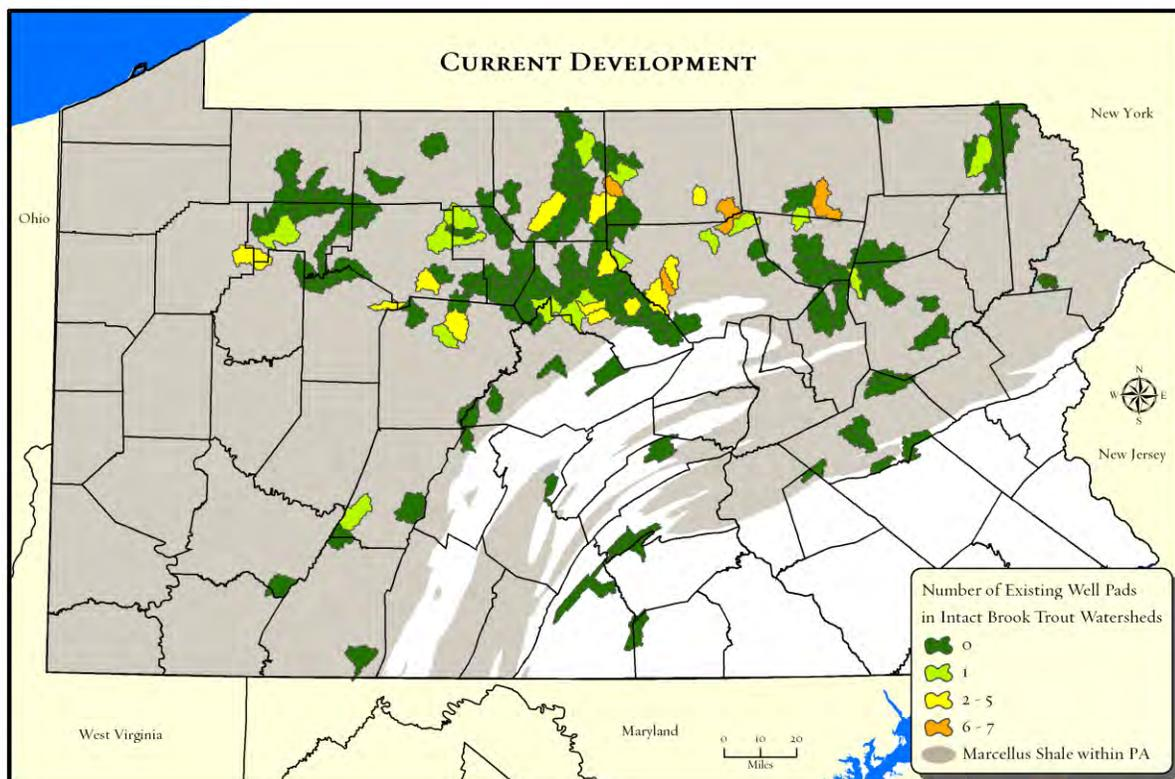 CURRENT DEVELOPMENT
New York
Ohio
N
W E
S
New Jersey
Number of Existing Well Pads
in Intact Brook Trout Watersheds
0
1
2 - 5
6 - 7
Marcellus Shale within PA
West Virginia
Maryland
0 10 20
Miles